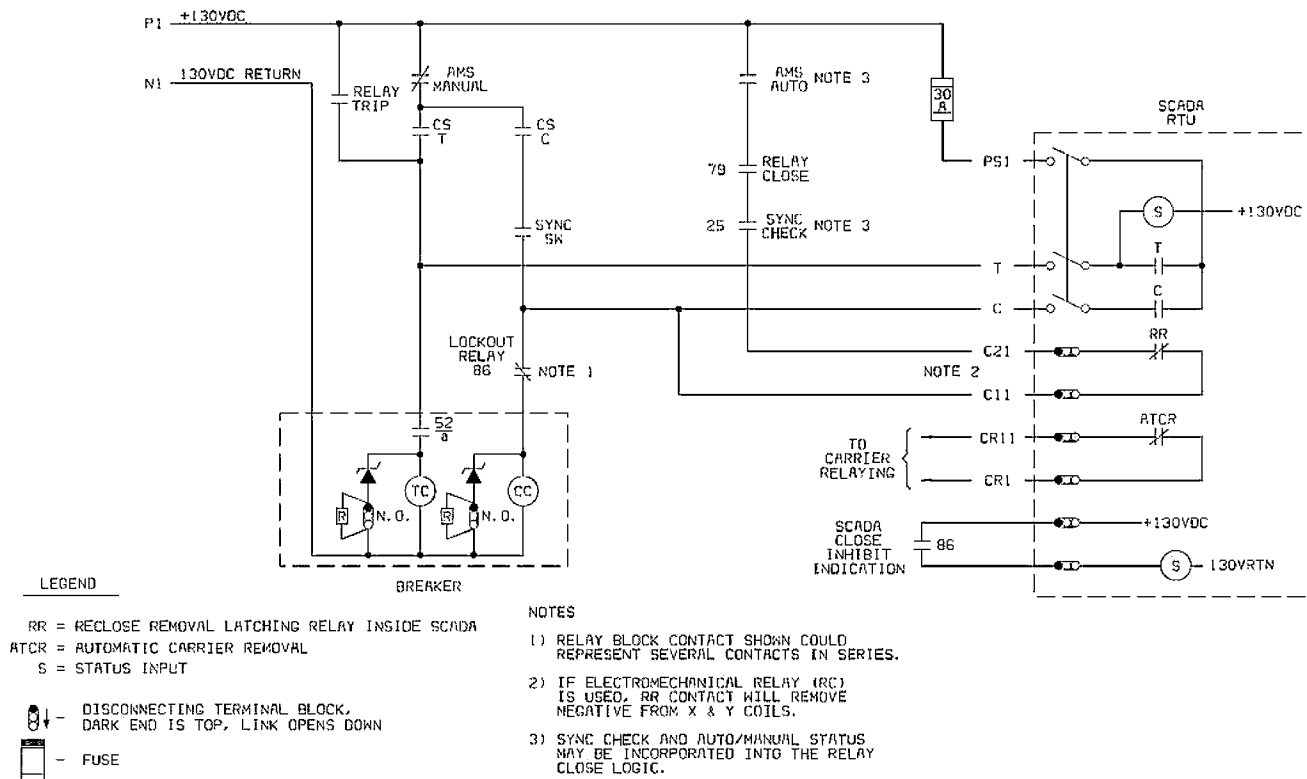 P1 +130VDC
N1 130VDC RETURN
RELAY
TRIP
AMS
MANUAL
CS
T
CS
C
SYNC
SW
AMS
AUTO NOTE 3
79 RELAY
CLOSE
25 SYNC
CHECK NOTE 3
30
A
SCADA
RTU
PS1
S +130VDC
T T
C C
LOCKOUT
RELAY
86 NOTE 1
C21 RR
NOTE 2
C11
TO
CARRIER
RELAYING
CR11 ATCR
CR1
SCADA
CLOSE
INHIBIT
INDICATION
86
+130VDC
S 130VRTN
52
a
TC CC
R N.O. R N.O.
BREAKER
LEGEND
RR = RECLOSE REMOVAL LATCHING RELAY INSIDE SCADA
ATCR = AUTOMATIC CARRIER REMOVAL
S = STATUS INPUT
- DISCONNECTING TERMINAL BLOCK,
DARK END IS TOP, LINK OPENS DOWN
- FUSE
NOTES
1) RELAY BLOCK CONTACT SHOWN COULD
REPRESENT SEVERAL CONTACTS IN SERIES.
2) IF ELECTROMECHANICAL RELAY (RC)
IS USED, RR CONTACT WILL REMOVE
NEGATIVE FROM X & Y COILS.
3) SYNC CHECK AND AUTO/MANUAL STATUS
MAY BE INCORPORATED INTO THE RELAY
CLOSE LOGIC.